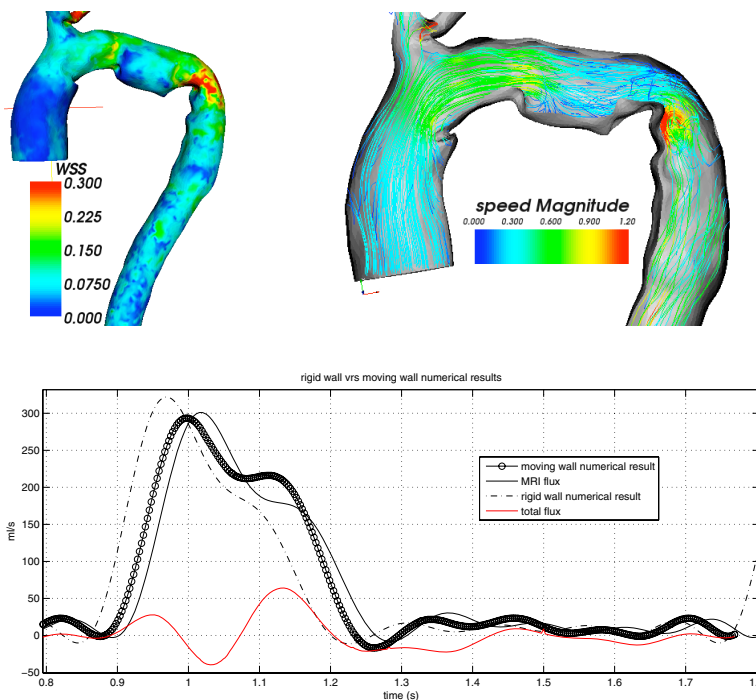 WSS
0.300
0.225
0.150
0.0750
0.000
speed Magnitude
0.000 0.300 0.600 0.900 1.20
rigid wall vrs moving wall numerical results
300
250
200
150
100
50
0
−50
ml/s
moving wall numerical result
MRI flux
rigid wall numerical result
total flux
0.8 0.9 1 1.1 1.2 1.3 1.4 1.5 1.6 1.7
time (s)